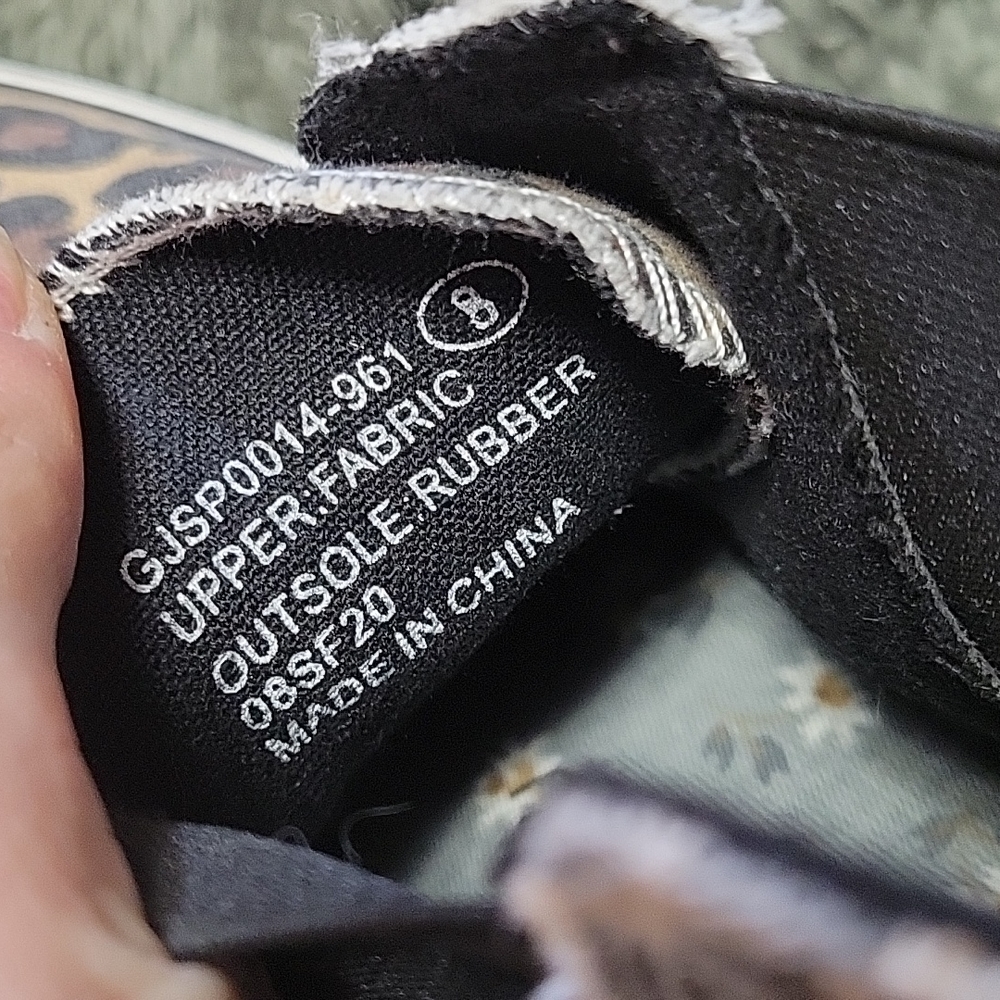 8
GJSP0014-961
UPPER:FABRIC
OUTSOLE:RUBBER
08SF20
MADE IN CHINA